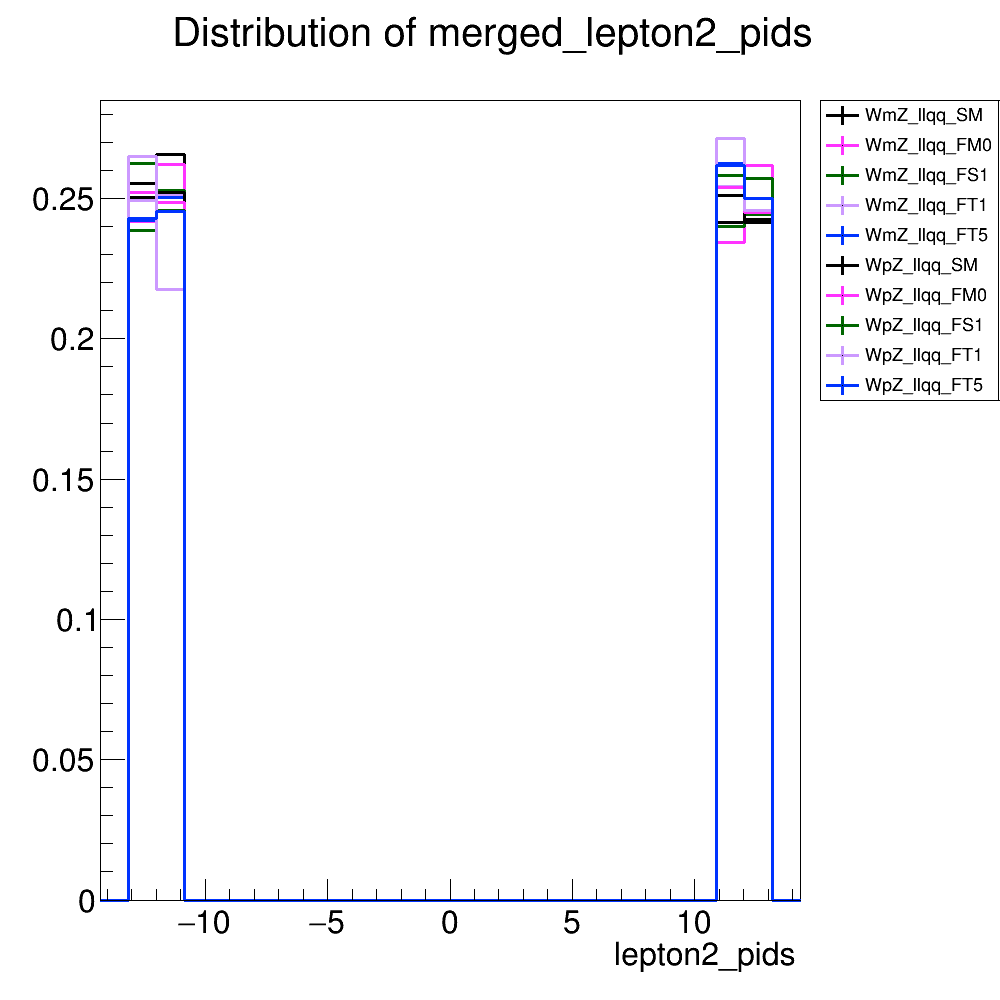 Distribution of merged_lepton2_pids
WmZ_llqq_SM
WmZ_llqq_FM0
WmZ_llqq_FS1
WmZ_llqq_FT1
WmZ_llqq_FT5
WpZ_llqq_SM
WpZ_llqq_FM0
WpZ_llqq_FS1
WpZ_llqq_FT1
WpZ_llqq_FT5
0.25
0.2
0.15
0.1
0.05
0
−10 −5 0 5 10
lepton2_pids